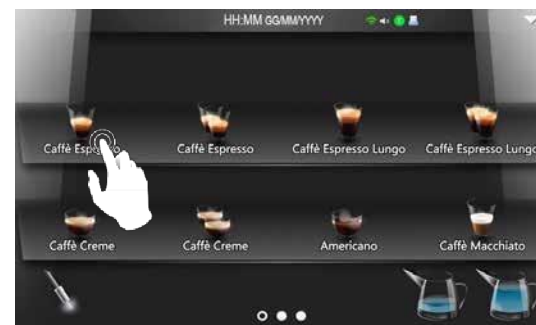 HH:MM GG/MM/YYYY
Caffè Espresso Caffè Espresso Caffè Espresso Lungo Caffè Espresso Lungo
Caffè Creme Caffè Creme Americano Caffè Macchiato